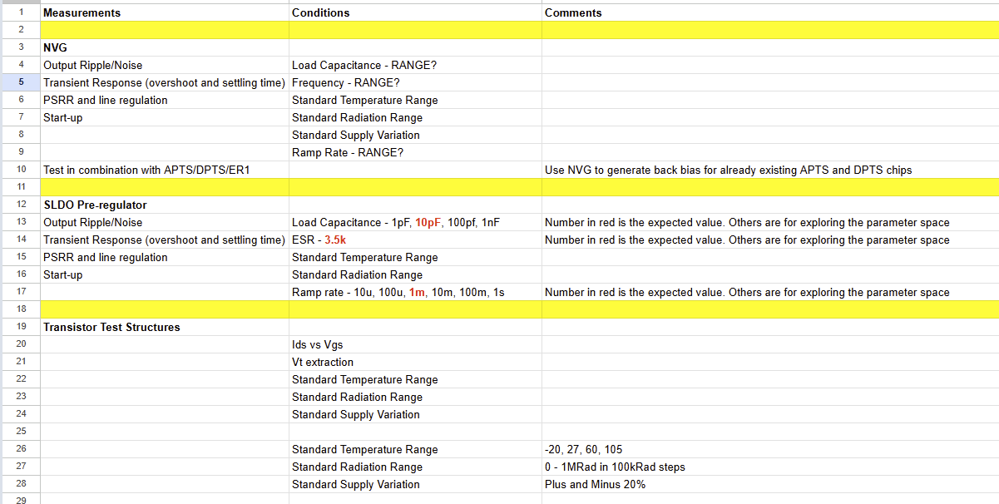 1 Measurements Conditions Comments
2
3 NVG
4 Output Ripple/Noise Load Capacitance - RANGE?
5 Transient Response (overshoot and settling time) Frequency - RANGE?
6 PSRR and line regulation Standard Temperature Range
7 Start-up Standard Radiation Range
8 Standard Supply Variation
9 Ramp Rate - RANGE?
10 Test in combination with APTS/DPTS/ER1 Use NVG to generate back bias for already existing APTS and DPTS chips
11
12 SLDO Pre-regulator
13 Output Ripple/Noise Load Capacitance - 1pF, 10pF, 100pf, 1nF Number in red is the expected value. Others are for exploring the parameter space
14 Transient Response (overshoot and settling time) ESR - 3.5k Number in red is the expected value. Others are for exploring the parameter space
15 PSRR and line regulation Standard Temperature Range
16 Start-up Standard Radiation Range
17 Ramp rate - 10u, 100u, 1m, 10m, 100m, 1s Number in red is the expected value. Others are for exploring the parameter space
18
19 Transistor Test Structures
20 Ids vs Vgs
21 Vt extraction
22 Standard Temperature Range
23 Standard Radiation Range
24 Standard Supply Variation
25
26 Standard Temperature Range -20, 27, 60, 105
27 Standard Radiation Range 0 - 1MRad in 100kRad steps
28 Standard Supply Variation Plus and Minus 20%
29